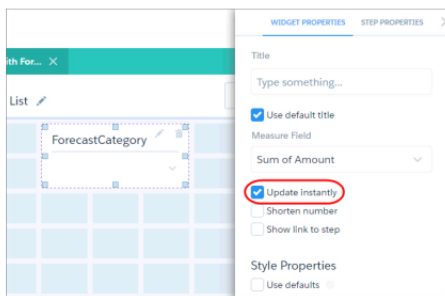 WIDGET PROPERTIES STEP PROPERTIES
Title
ith For...
Type something...
List
Use default title
ForecastCategory
Measure Field
Sum of Amount
Update instantly
Shorten number
Show link to step
Style Properties
Use defaults